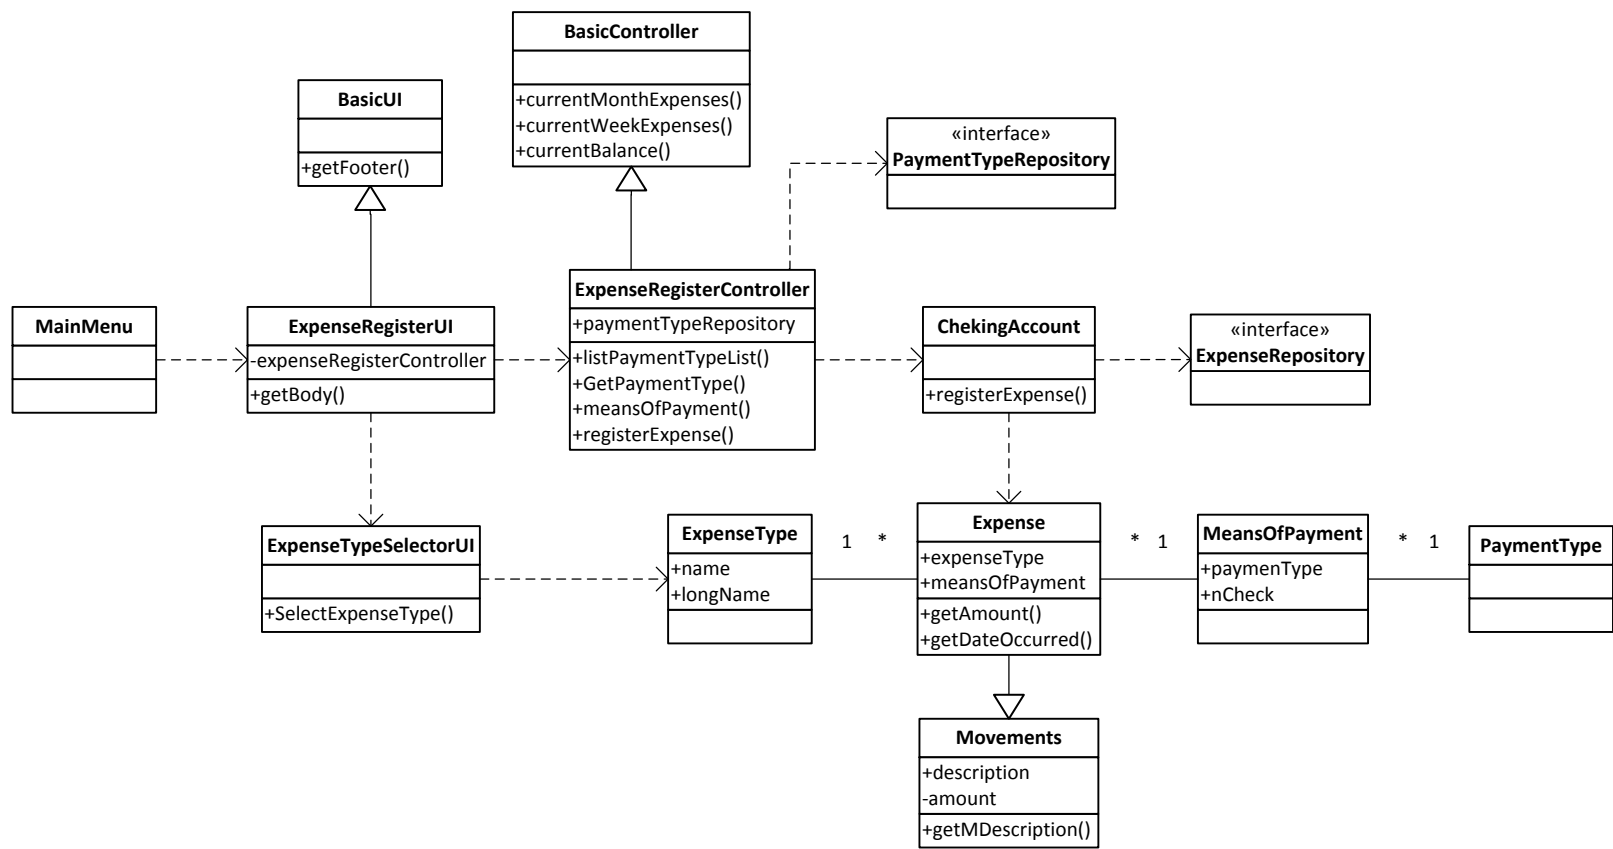 BasicController
+currentMonthExpenses()
+currentWeekExpenses()
+currentBalance()
BasicUI
+getFooter()
«interface»
PaymentTypeRepository
MainMenu
ExpenseRegisterUI
-expenseRegisterController
+getBody()
ExpenseRegisterController
+paymentTypeRepository
+listPaymentTypeList()
+GetPaymentType()
+meansOfPayment()
+registerExpense()
ChekingAccount
+registerExpense()
«interface»
ExpenseRepository
ExpenseTypeSelectorUI
+SelectExpenseType()
ExpenseType
+name
+longName
1 *
Expense
+expenseType
+meansOfPayment
+getAmount()
+getDateOccurred()
* 1
MeansOfPayment
+paymenType
+nCheck
* 1
PaymentType
Movements
+description
-amount
+getMDescription()